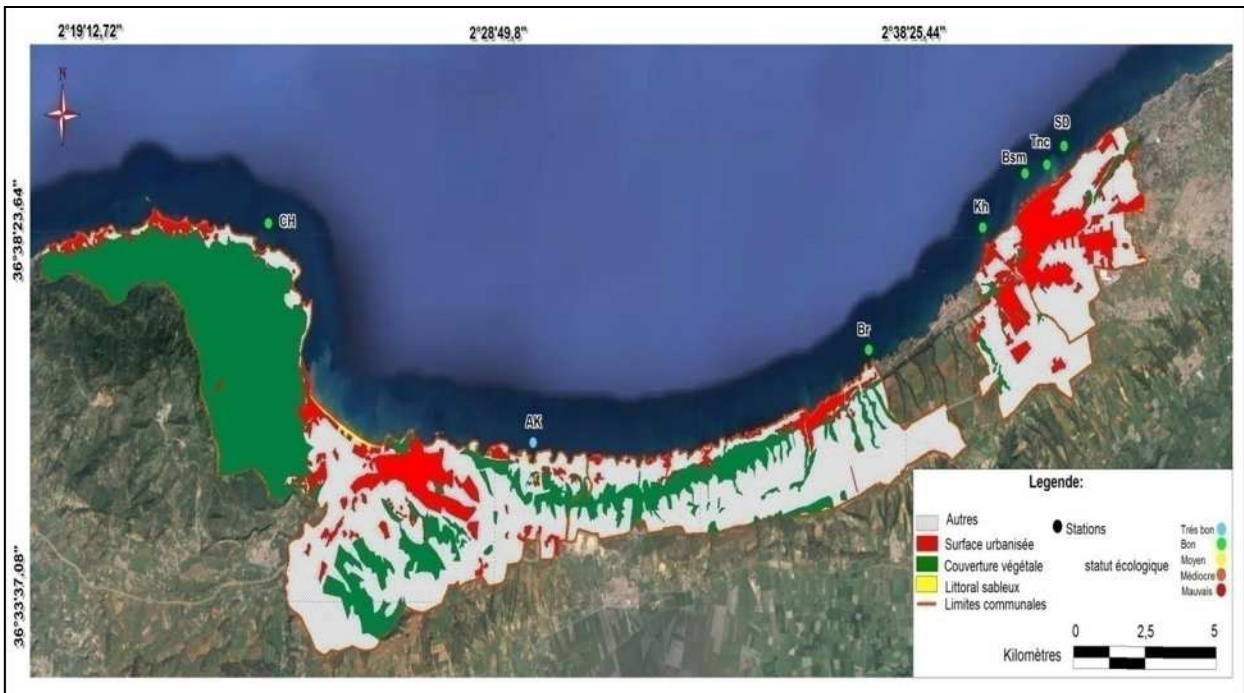 2°19'12,72"
2°28'49,8"
2°38'25,44"
N
36°38'23,64"
36°33'37,08"
CH
AK
Br
Kh
Bsm
Tnc
SD
Legende:
Autres
Surface urbanisée
Couverture végétale
Littoral sableux
Limites communales
Stations
statut écologique
Trés bon
Bon
Moyen
Médiocre
Mauvais
Kilomètres
0 2,5 5